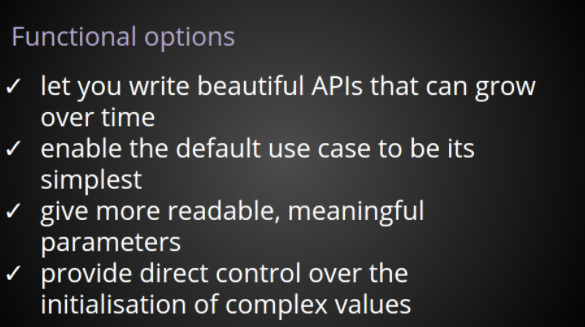 Functional options
✓ let you write beautiful APIs that can grow
over time
✓ enable the default use case to be its
simplest
✓ give more readable, meaningful
parameters
✓ provide direct control over the
initialisation of complex values